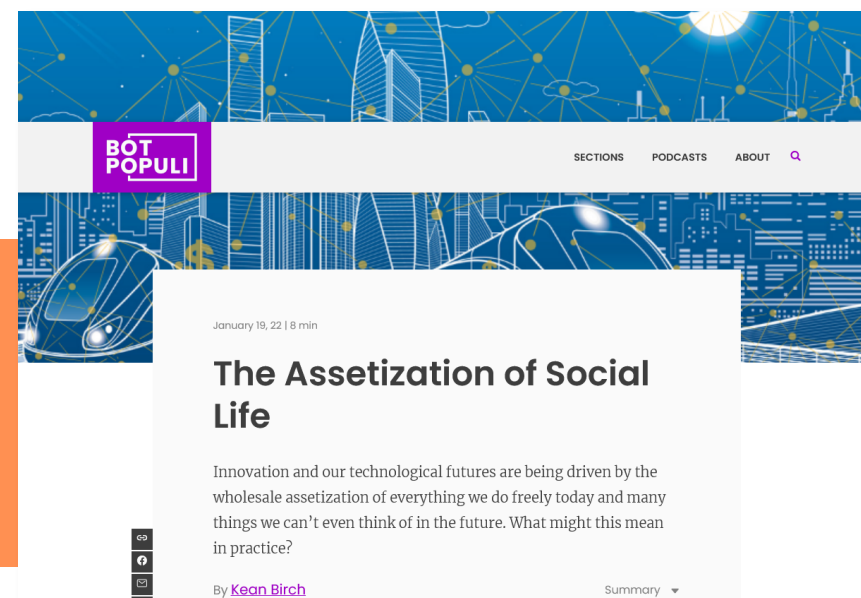 BOT
POPULI
SECTIONS PODCASTS ABOUT
January 19, 22 | 8 min
The Assetization of Social
Life
Innovation and our technological futures are being driven by the
wholesale assetization of everything we do freely today and many
things we can’t even think of in the future. What might this mean
in practice?
By Kean Birch
Summary